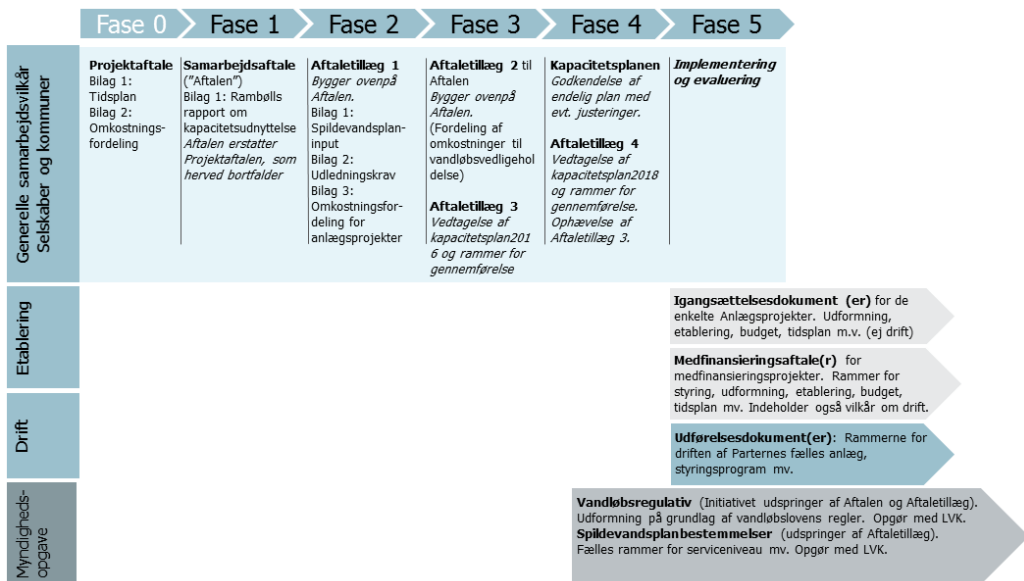 Fase 0
Fase 1
Fase 2
Fase 3
Fase 4
Fase 5
Generelle samarbejdsvilkår
Selskaber og kommuner
Projektaftale
Bilag 1:
Tidsplan
Bilag 2:
Omkostnings-
fordeling
Samarbejdsaftale
("Aftalen")
Bilag 1: Rambølls
rapport om
kapacitetsudnyttelse
Aftalen erstatter
Projektaftalen, som
herved bortfalder
Aftaletillæg 1
Bygger ovenpå
Aftalen.
Bilag 1:
Spildevandsplan-
input
Bilag 2:
Udledningskrav
Bilag 3:
Omkostningsfor-
deling for
anlægsprojekter
Aftaletillæg 2 til
Aftalen
Bygger ovenpå
Aftalen.
(Fordeling af
omkostninger til
vandløbsvedligehol
delse)
Aftaletillæg 3
Vedtagelse af
kapacitetsplan201
6 og rammer for
gennemførelse
Kapacitetsplanen
Godkendelse af
endelig plan med
evt. justeringer.
Aftaletillæg 4
Vedtagelse af
kapacitetsplan2018
og rammer for
gennemførelse.
Ophævelse af
Aftaletillæg 3.
Implementering
og evaluering
Etablering
Igangsættelsesdokument (er) for de
enkelte Anlægsprojekter. Udformning,
etablering, budget, tidsplan m.v. (ej drift)
Medfinansieringsaftale(r) for
medfinansieringsprojekter. Rammer for
styring, udformning, etablering, budget,
tidsplan mv. Indeholder også vilkår om drift.
Drift
Udførelsesdokument(er): Rammerne for
driften af Parternes fælles anlæg,
styringsprogram mv.
Myndigheds-
opgave
Vandløbsregulativ (Initiativet udspringer af Aftalen og Aftaletillæg).
Udformning på grundlag af vandløbslovens regler. Opgør med LVK.
Spildevandsplanbestemmelser (udspringer af Aftaletillæg).
Fælles rammer for serviceniveau mv. Opgør med LVK.